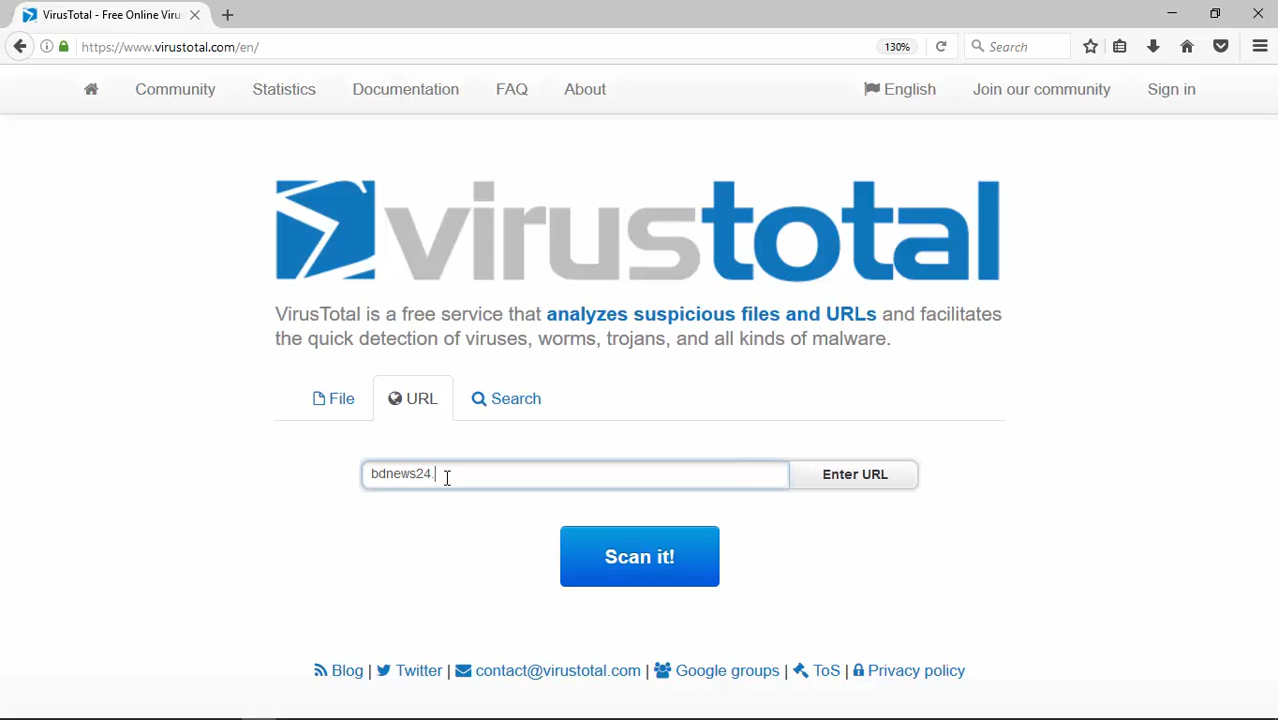 VirusTotal - Free Online Viru
https://www.virustotal.com/en/
130%
Search
Community
Statistics
Documentation
FAQ
About
English
Join our community
Sign in
virustotal
VirusTotal is a free service that analyzes suspicious files and URLs and facilitates
the quick detection of viruses, worms, trojans, and all kinds of malware.
File
URL
Search
bdnews24.
Enter URL
Scan it!
Blog | Twitter | contact@virustotal.com | Google groups | ToS | Privacy policy